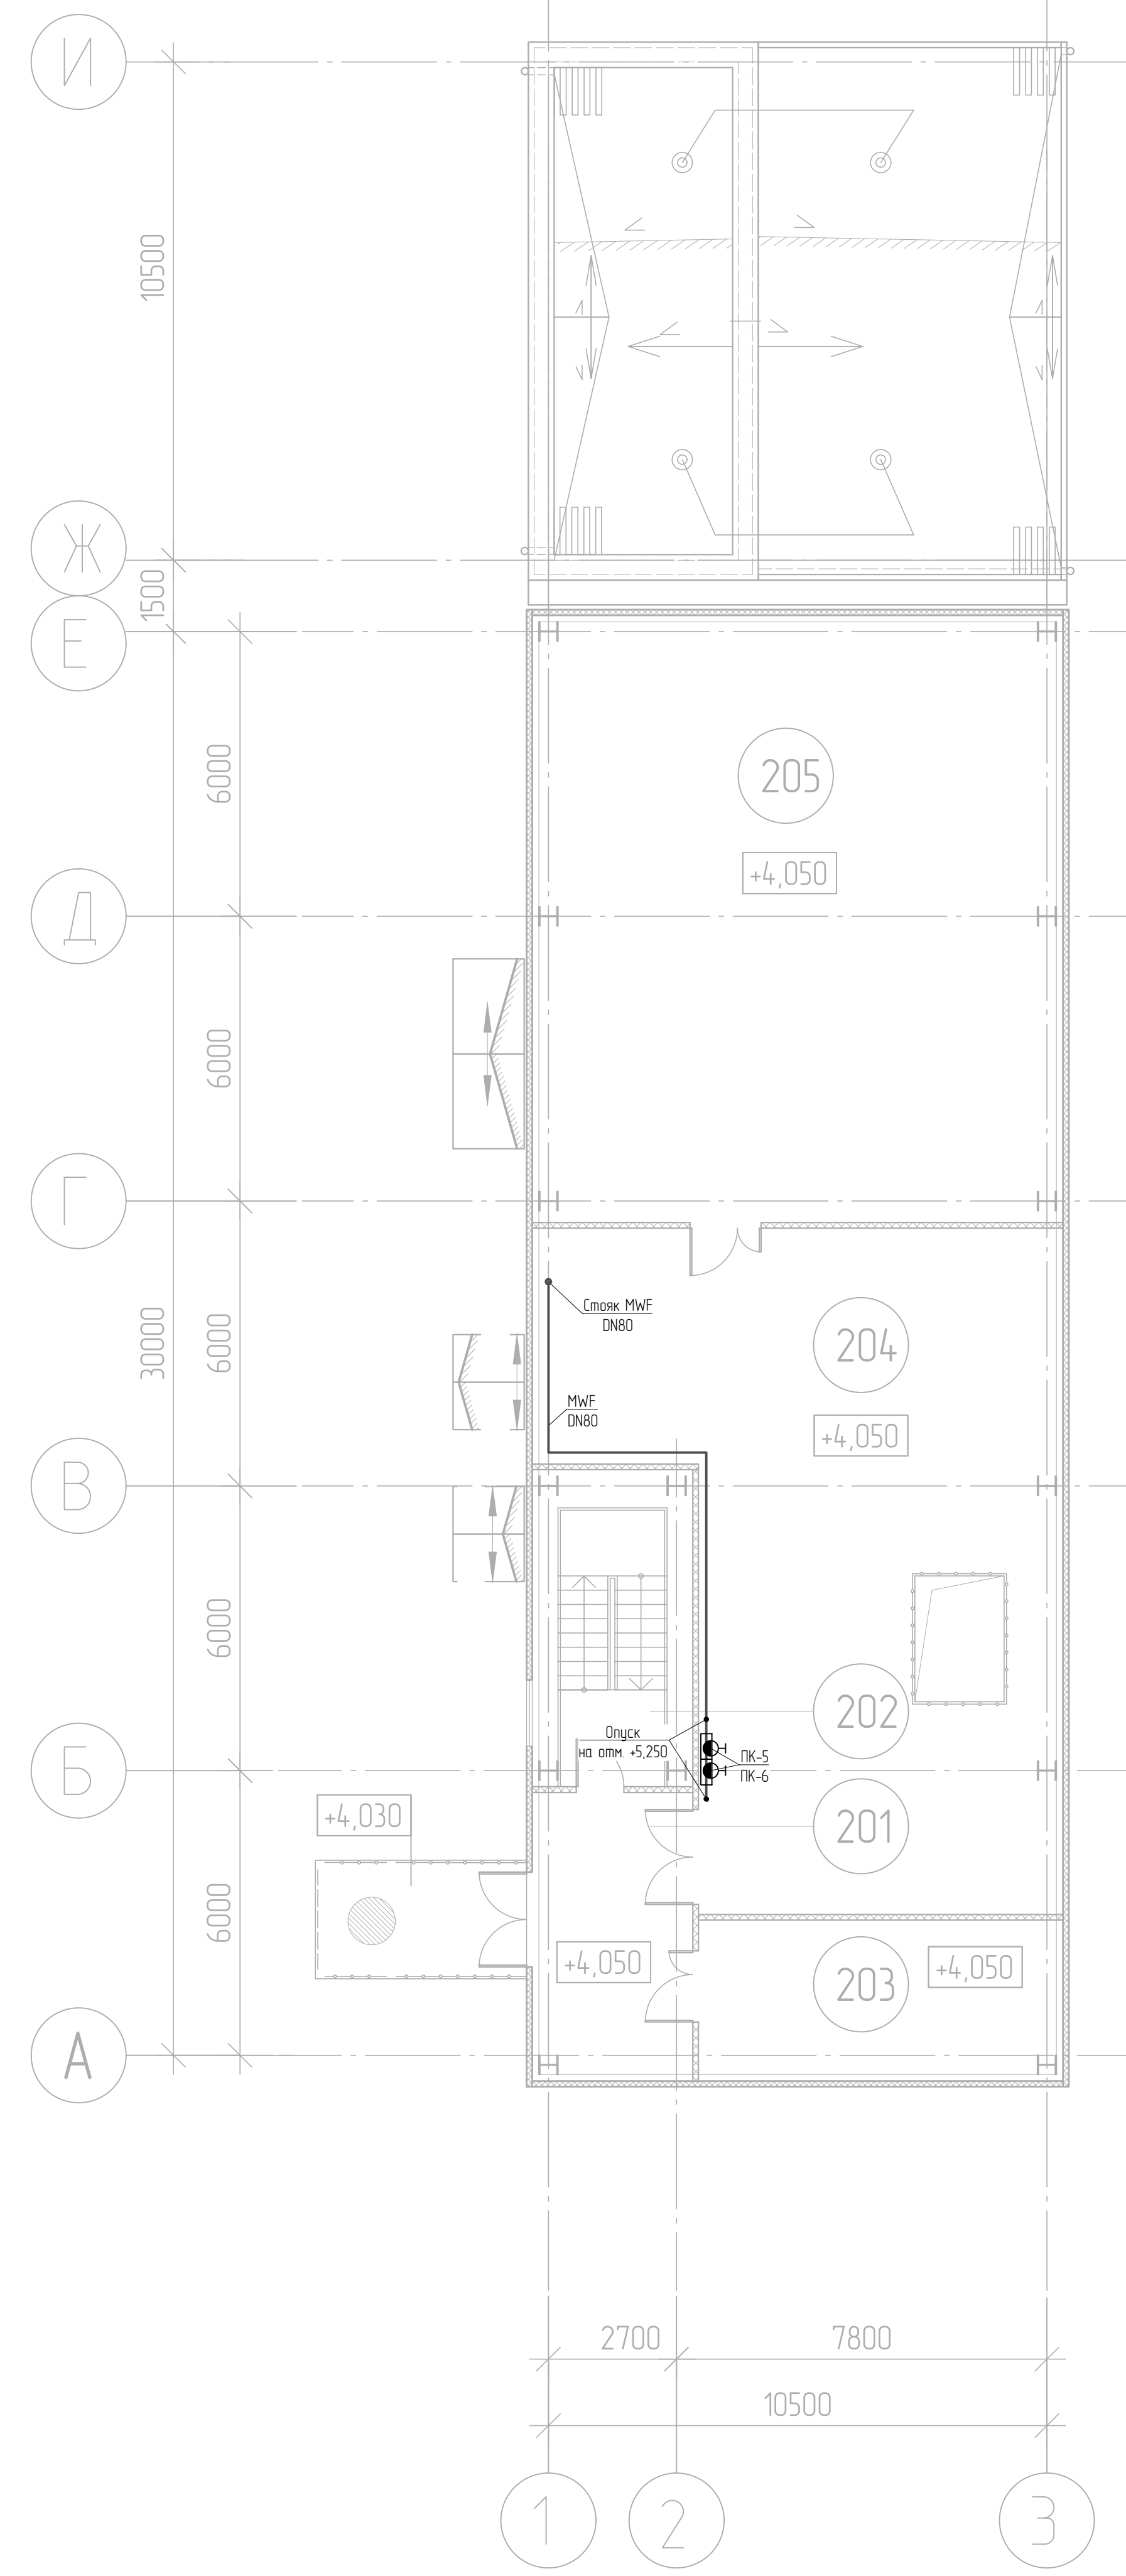 И
10500
Ж
1500
Е
6000
205
+4,050
Д
6000
Г
Стояк MWF
DN80
204
30000
6000
MWF
DN80
+4,050
В
6000
202
Опуск
на отм. +5,250
ПК-5
ПК-6
Б
+4,030
201
6000
+4,050
203
+4,050
А
2700
7800
10500
1
2
3